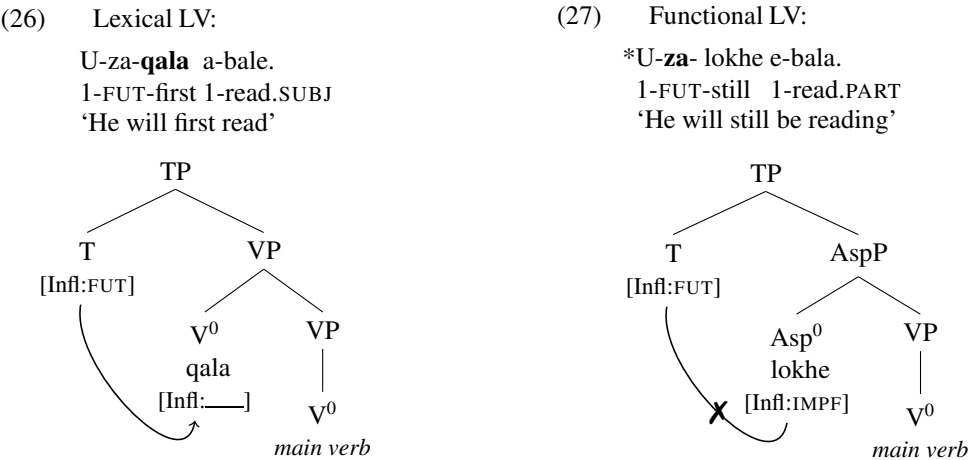 (26) Lexical LV:
U-za-qala a-bale.
1-FUT-first 1-read.SUBJ
‘He will first read’
TP
T VP
[Infl:FUT]
V⁰ VP
qala
[Infl:___]
V⁰
main verb
(27) Functional LV:
*U-za- lokhe e-bala.
1-FUT-still 1-read.PART
‘He will still be reading’
TP
T AspP
[Infl:FUT]
Asp⁰ VP
lokhe
[Infl:IMPF]
V⁰
main verb